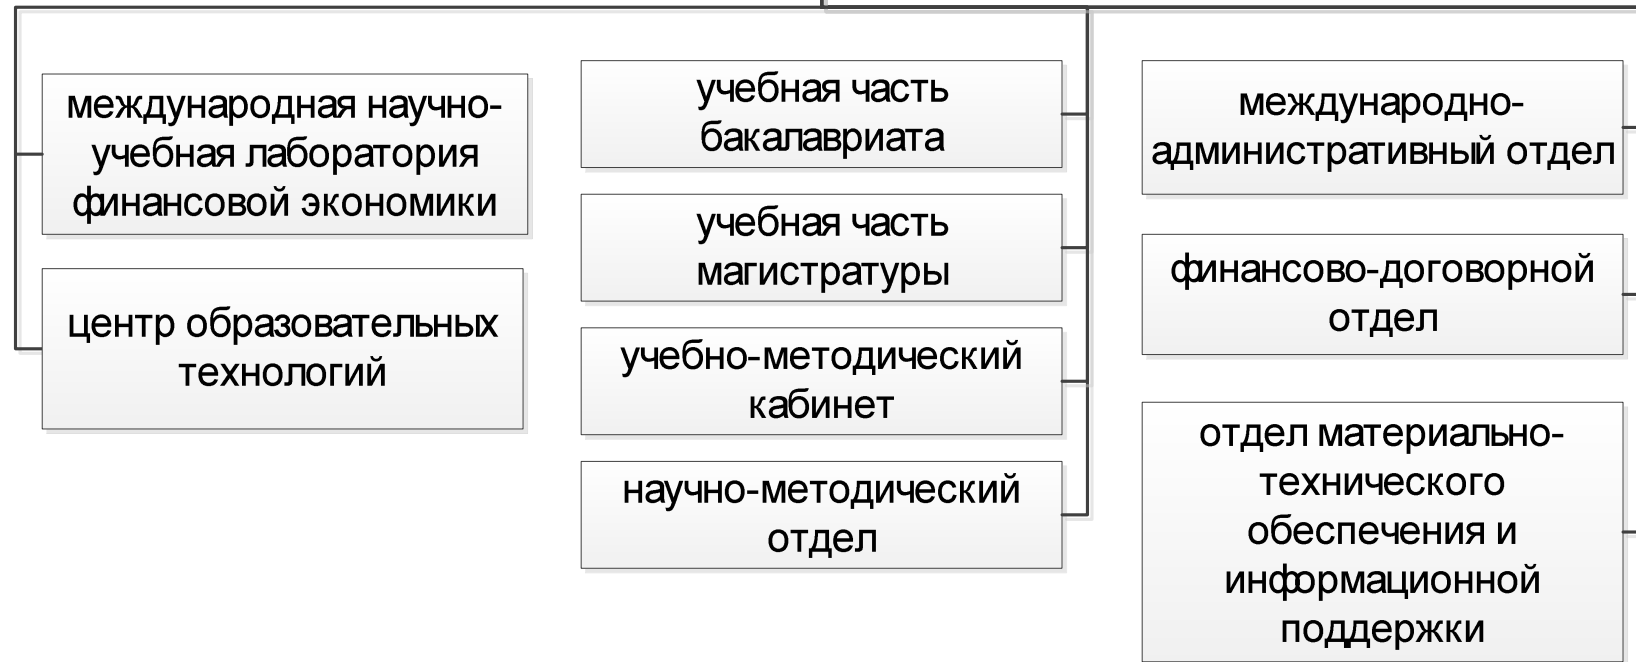 международная научно-
учебная лаборатория
финансовой экономики
центр образовательных
технологий
учебная часть
бакалавриата
учебная часть
магистратуры
учебно-методический
кабинет
научно-методический
отдел
международно-
административный отдел
финансово-договорной
отдел
отдел материально-
технического
обеспечения и
информационной
поддержки